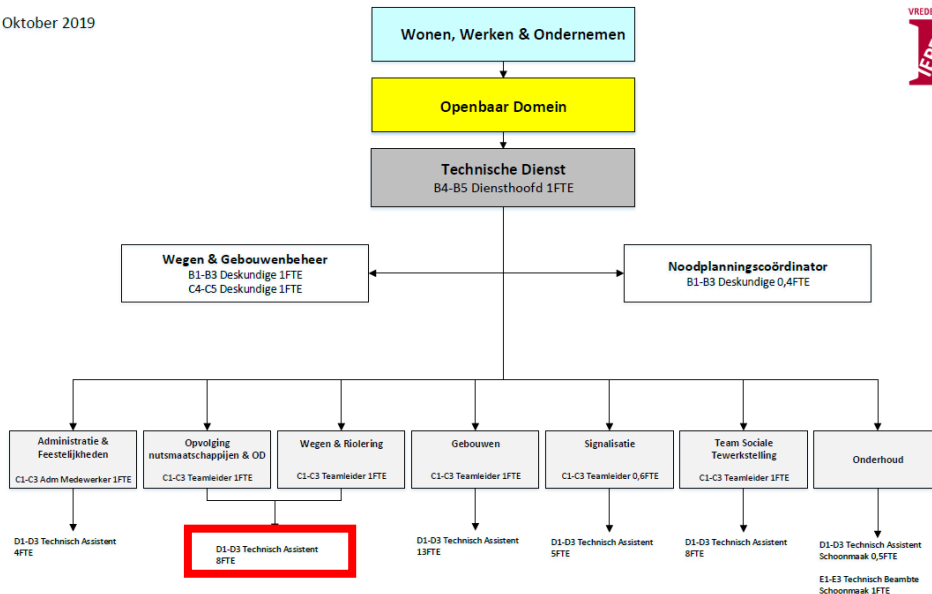 Oktober 2019
VREDE
IEPE
Wonen, Werken & Ondernemen
Openbaar Domein
Technische Dienst
B4-B5 Diensthoofd 1FTE
Wegen & Gebouwenbeheer
B1-B3 Deskundige 1FTE
C4-C5 Deskundige 1FTE
Noodplanningscoördinator
B1-B3 Deskundige 0,4FTE
Administratie &
Feestelijkheden
C1-C3 Adm Medewerker 1FTE
Opvolging
nutsmaatschappijen & OD
C1-C3 Teamleider 1FTE
Wegen & Riolering
C1-C3 Teamleider 1FTE
Gebouwen
C1-C3 Teamleider 1FTE
Signalisatie
C1-C3 Teamleider 0,6FTE
Team Sociale
Tewerkstelling
C1-C3 Teamleider 1FTE
Onderhoud
D1-D3 Technisch Assistent
4FTE
D1-D3 Technisch Assistent
8FTE
D1-D3 Technisch Assistent
13FTE
D1-D3 Technisch Assistent
5FTE
D1-D3 Technisch Assistent
8FTE
D1-D3 Technisch Assistent
Schoonmaak 0,5FTE
E1-E3 Technisch Beambte
Schoonmaak 1FTE